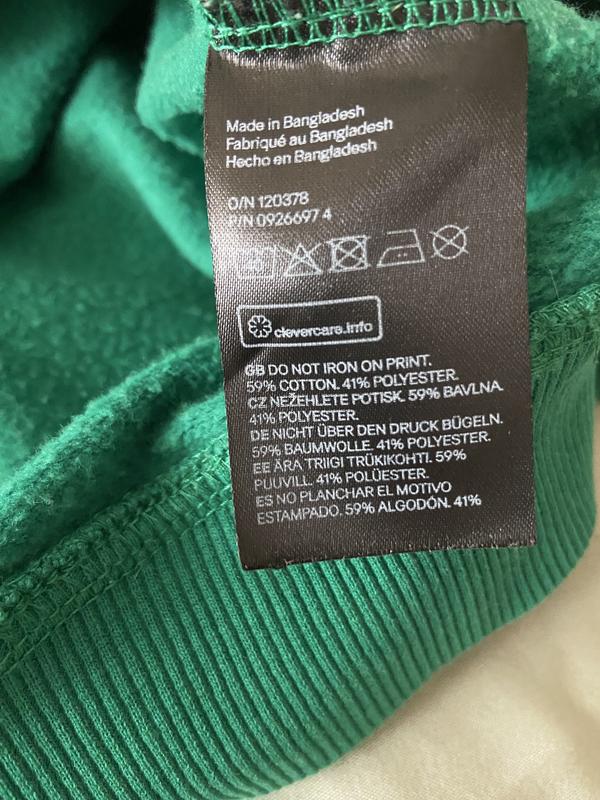 Made in Bangladesh
Fabriqué au Bangladesh
Hecho en Bangladesh
O/N 120378
P/N 0926697 4
clevercare.info
GB DO NOT IRON ON PRINT.
59% COTTON. 41% POLYESTER.
CZ NEŽEHLETE POTISK. 59% BAVLNA.
41% POLYESTER.
DE NICHT ÜBER DEN DRUCK BÜGELN.
59% BAUMWOLLE. 41% POLYESTER.
EE ÄRA TRIIGI TRÜKIKOHTI. 59%
PUUVILL. 41% POLÜESTER.
ES NO PLANCHAR EL MOTIVO
ESTAMPADO. 59% ALGODÓN. 41%